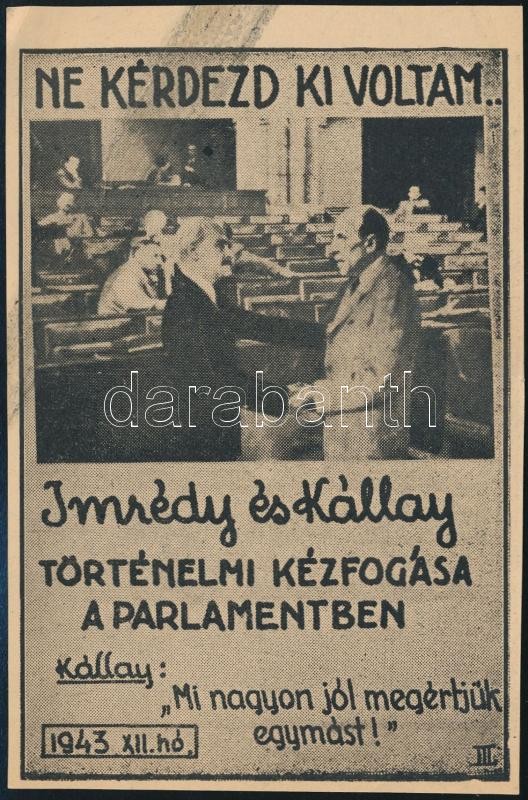 NE KÉRDEZD KI VOLTAM..
darabanth
Imrédy és Kállay
TÖRTÉNELMI KÉZFOGÁSA
A PARLAMENTBEN
Kállay:
„Mi nagyon jól megértjük
egymást!"
1943 XII. hó.
III